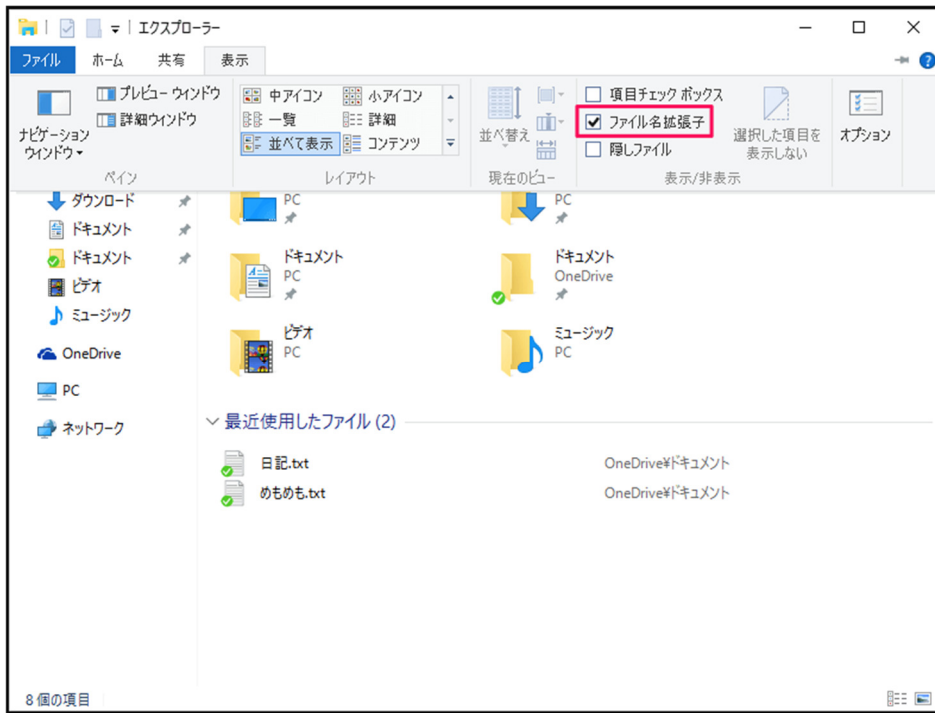 エクスプローラー
ファイル ホーム 共有 表示
ナビゲーション
ウィンドウ
プレビュー ウィンドウ
詳細ウィンドウ
ペイン
中アイコン 小アイコン
一覧 詳細
並べて表示 コンテンツ
レイアウト
並べ替え
現在のビュー
項目チェック ボックス
ファイル名拡張子
隠しファイル
選択した項目を
表示しない
表示/非表示
オプション
ダウンロード
ドキュメント
ドキュメント
ビデオ
ミュージック
OneDrive
PC
ネットワーク
PC
PC
ドキュメント
PC
ドキュメント
OneDrive
ビデオ
PC
ミュージック
PC
最近使用したファイル (2)
日記.txt OneDrive¥ドキュメント
めもめも.txt OneDrive¥ドキュメント
8 個の項目